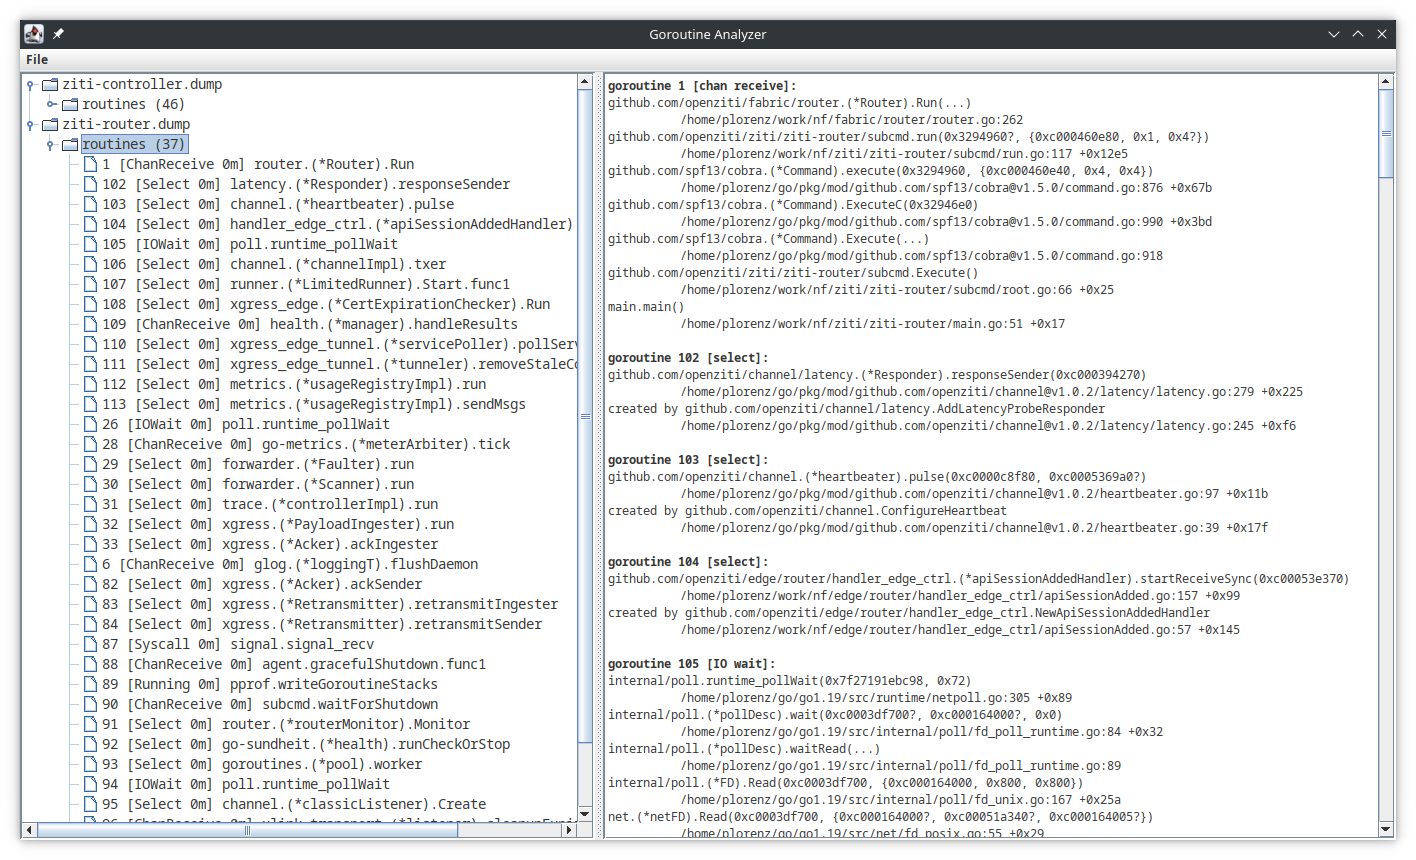 Goroutine Analyzer
File
ziti-controller.dump
routines (46)
ziti-router.dump
routines (37)
1 [ChanReceive 0m] router.(*Router).Run
102 [Select 0m] latency.(*Responder).responseSender
103 [Select 0m] channel.(*heartbeater).pulse
104 [Select 0m] handler_edge_ctrl.(*apiSessionAddedHandler)
105 [IOWait 0m] poll.runtime_pollWait
106 [Select 0m] channel.(*channelImpl).txer
107 [Select 0m] runner.(*LimitedRunner).Start.func1
108 [Select 0m] xgress_edge.(*CertExpirationChecker).Run
109 [ChanReceive 0m] health.(*manager).handleResults
110 [Select 0m] xgress_edge_tunnel.(*servicePoller).pollServ
111 [Select 0m] xgress_edge_tunnel.(*tunneler).removeStaleCo
112 [Select 0m] metrics.(*usageRegistryImpl).run
113 [Select 0m] metrics.(*usageRegistryImpl).sendMsgs
26 [IOWait 0m] poll.runtime_pollWait
28 [ChanReceive 0m] go-metrics.(*meterArbiter).tick
29 [Select 0m] forwarder.(*Faulter).run
30 [Select 0m] forwarder.(*Scanner).run
31 [Select 0m] trace.(*controllerImpl).run
32 [Select 0m] xgress.(*PayloadIngester).run
33 [Select 0m] xgress.(*Acker).ackIngester
6 [ChanReceive 0m] glog.(*loggingT).flushDaemon
82 [Select 0m] xgress.(*Acker).ackSender
83 [Select 0m] xgress.(*Retransmitter).retransmitIngester
84 [Select 0m] xgress.(*Retransmitter).retransmitSender
87 [Syscall 0m] signal.signal_recv
88 [ChanReceive 0m] agent.gracefulShutdown.func1
89 [Running 0m] pprof.writeGoroutineStacks
90 [ChanReceive 0m] subcmd.waitForShutdown
91 [Select 0m] router.(*routerMonitor).Monitor
92 [Select 0m] go-sundheit.(*health).runCheckOrStop
93 [Select 0m] goroutines.(*pool).worker
94 [IOWait 0m] poll.runtime_pollWait
95 [Select 0m] channel.(*classicListener).Create
96 [ChanReceive 0m] xlink_transport.(*listener).cleanupExpi
goroutine 1 [chan receive]:
github.com/openziti/fabric/router.(*Router).Run(...)
/home/plorenz/work/nf/fabric/router/router.go:262
github.com/openziti/ziti/ziti-router/subcmd.run(0x3294960?, {0xc000460e80, 0x1, 0x4?})
/home/plorenz/work/nf/ziti/ziti-router/subcmd/run.go:117 +0x12e5
github.com/spf13/cobra.(*Command).execute(0x3294960, {0xc000460e40, 0x4, 0x4})
/home/plorenz/go/pkg/mod/github.com/spf13/cobra@v1.5.0/command.go:876 +0x67b
github.com/spf13/cobra.(*Command).ExecuteC(0x32946e0)
/home/plorenz/go/pkg/mod/github.com/spf13/cobra@v1.5.0/command.go:990 +0x3bd
github.com/spf13/cobra.(*Command).Execute(...)
/home/plorenz/go/pkg/mod/github.com/spf13/cobra@v1.5.0/command.go:918
github.com/openziti/ziti/ziti-router/subcmd.Execute()
/home/plorenz/work/nf/ziti/ziti-router/subcmd/root.go:66 +0x25
main.main()
/home/plorenz/work/nf/ziti/ziti-router/main.go:51 +0x17
goroutine 102 [select]:
github.com/openziti/channel/latency.(*Responder).responseSender(0xc000394270)
/home/plorenz/go/pkg/mod/github.com/openziti/channel@v1.0.2/latency/latency.go:279 +0x225
created by github.com/openziti/channel/latency.AddLatencyProbeResponder
/home/plorenz/go/pkg/mod/github.com/openziti/channel@v1.0.2/latency/latency.go:245 +0xf6
goroutine 103 [select]:
github.com/openziti/channel.(*heartbeater).pulse(0xc0000c8f80, 0xc0005369a0?)
/home/plorenz/go/pkg/mod/github.com/openziti/channel@v1.0.2/heartbeater.go:97 +0x11b
created by github.com/openziti/channel.ConfigureHeartbeat
/home/plorenz/go/pkg/mod/github.com/openziti/channel@v1.0.2/heartbeater.go:39 +0x17f
goroutine 104 [select]:
github.com/openziti/edge/router/handler_edge_ctrl.(*apiSessionAddedHandler).startReceiveSync(0xc00053e370)
/home/plorenz/work/nf/edge/router/handler_edge_ctrl/apiSessionAdded.go:157 +0x99
created by github.com/openziti/edge/router/handler_edge_ctrl.NewApiSessionAddedHandler
/home/plorenz/work/nf/edge/router/handler_edge_ctrl/apiSessionAdded.go:57 +0x145
goroutine 105 [IO wait]:
internal/poll.runtime_pollWait(0x7f27191ebc98, 0x72)
/home/plorenz/go/go1.19/src/runtime/netpoll.go:305 +0x89
internal/poll.(*pollDesc).wait(0xc0003df700?, 0xc000164000?, 0x0)
/home/plorenz/go/go1.19/src/internal/poll/fd_poll_runtime.go:84 +0x32
internal/poll.(*pollDesc).waitRead(...)
/home/plorenz/go/go1.19/src/internal/poll/fd_poll_runtime.go:89
internal/poll.(*FD).Read(0xc0003df700, {0xc000164000, 0x800, 0x800})
/home/plorenz/go/go1.19/src/internal/poll/fd_unix.go:167 +0x25a
net.(*netFD).Read(0xc0003df700, {0xc000164000?, 0xc00051a340?, 0xc000164005?})
/home/plorenz/go/go1.19/src/net/fd_posix.go:55 +0x29